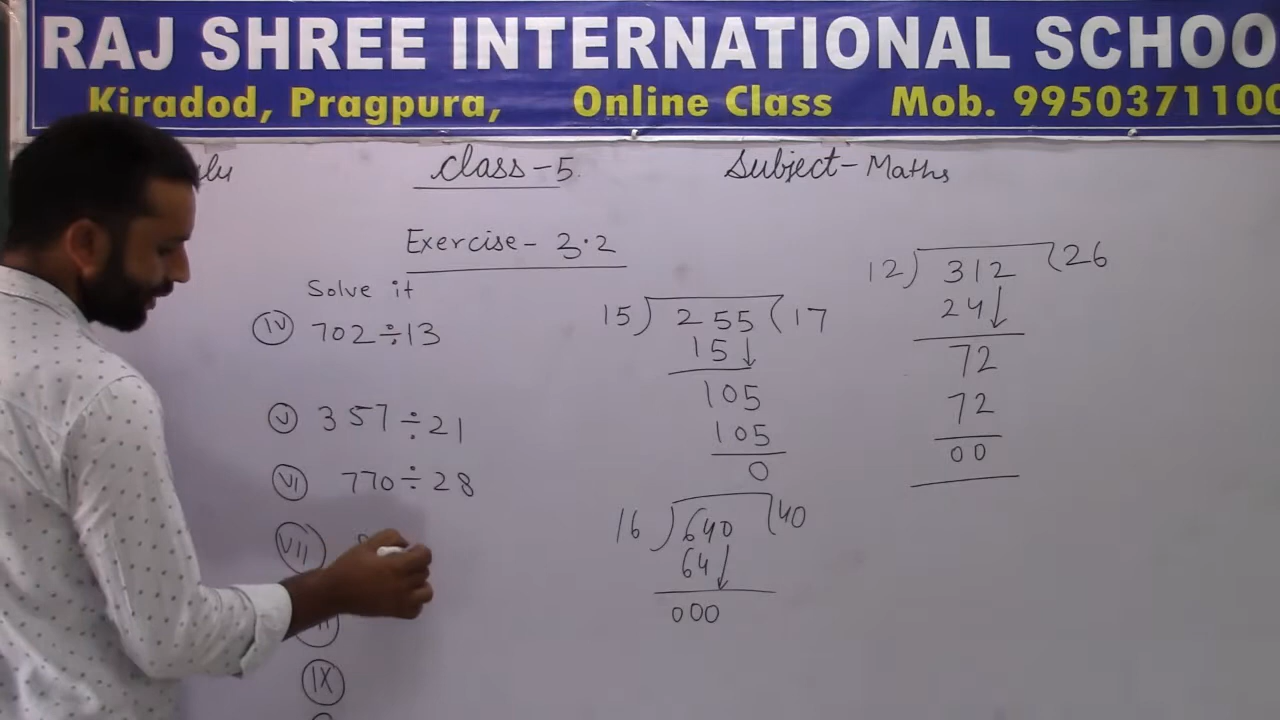 RAJ SHREE INTERNATIONAL SCHOO
Kiradod, Pragpura, Online Class Mob. 9950371100
Class - 5 Subject - Maths
Exercise - 3.2
Solve it
(IV) 702 ÷ 13
(V) 357 ÷ 21
(VI) 770 ÷ 28
(VII)
(IX)
15) 255 (17
15↓
105
105
0
16) 640 (40
64↓
000
12) 312 (26
24↓
72
72
00